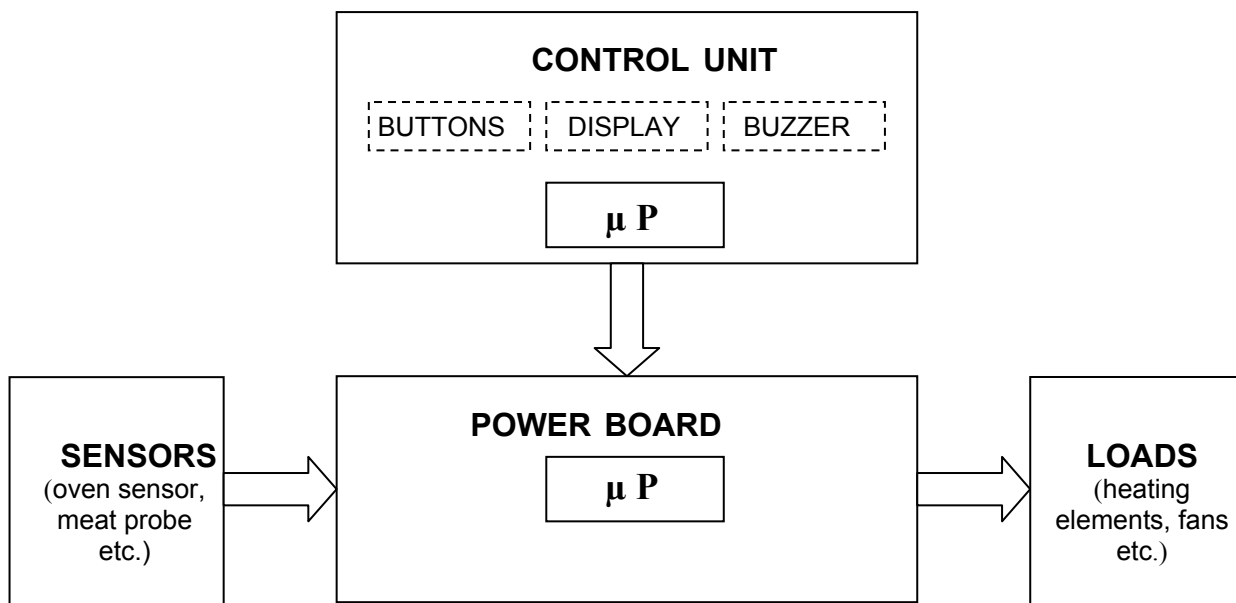 CONTROL UNIT
BUTTONS
DISPLAY
BUZZER
µ P
POWER BOARD
µ P
SENSORS
(oven sensor,
meat probe
etc.)
LOADS
(heating
elements, fans
etc.)